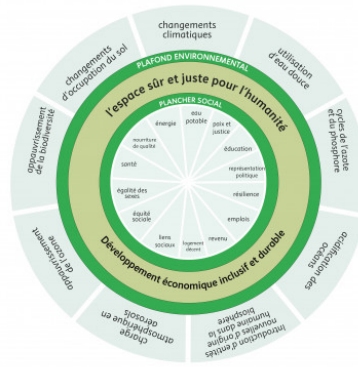 changements
climatiques
utilisation
d'eau douce
cycles de l'azote
et du phosphore
acidification des
océans
Introduction d'entités
nouvelles d'origine
humaine dans la
biosphère
charge
atmosphérique en
aérosols
appauvrissement
de l'ozone
appauvrissement
de la biodiversité
changements
d'occupation du sol
PLAFOND ENVIRONNEMENTAL
l'espace sûr et juste pour l'humanité
PLANCHER SOCIAL
eau
potable
paix et
justice
éducation
représentation
politique
résilience
emplois
revenu
logement
décent
liens
sociaux
équité
sociale
égalité des
sexes
santé
nourriture
de qualité
énergie
Développement économique inclusif et durable